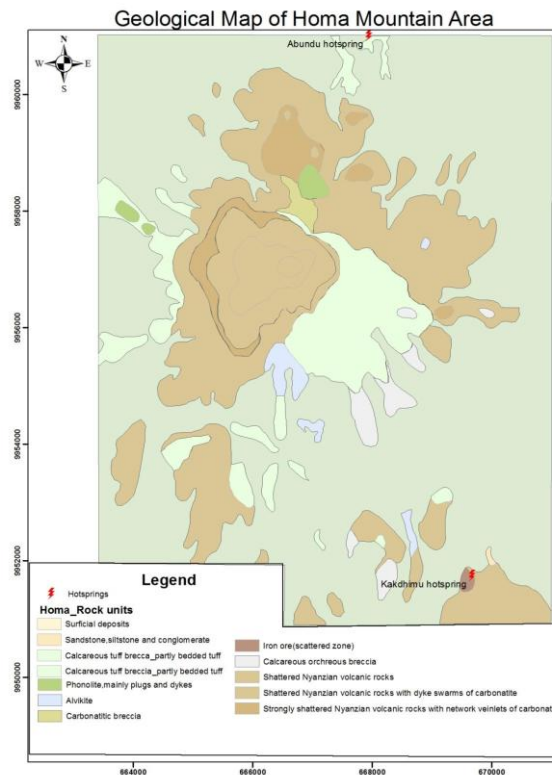 Geological Map of Homa Mountain Area
N
W E
S
Abundu hotspring
9960000
9958000
9956000
9954000
9952000
9950000
Kakdhimu hotspring
Legend
Hotsprings
Homa_Rock units
Surficial deposits
Sandstone,siltstone and conglomerate
Calcareous tuff brecca_partly bedded tuff
Calcareous tuff breccia_partly bedded tuff
Phonolite,mainly plugs and dykes
Alvikite
Carbonatitic breccia
Iron ore(scattered zone)
Calcareous orchreous breccia
Shattered Nyanzian volcanic rocks
Shattered Nyanzian volcanic rocks with dyke swarms of carbonatite
Strongly shattered Nyanzian volcanic rocks with network veinlets of carbonat
664000 666000 668000 670000